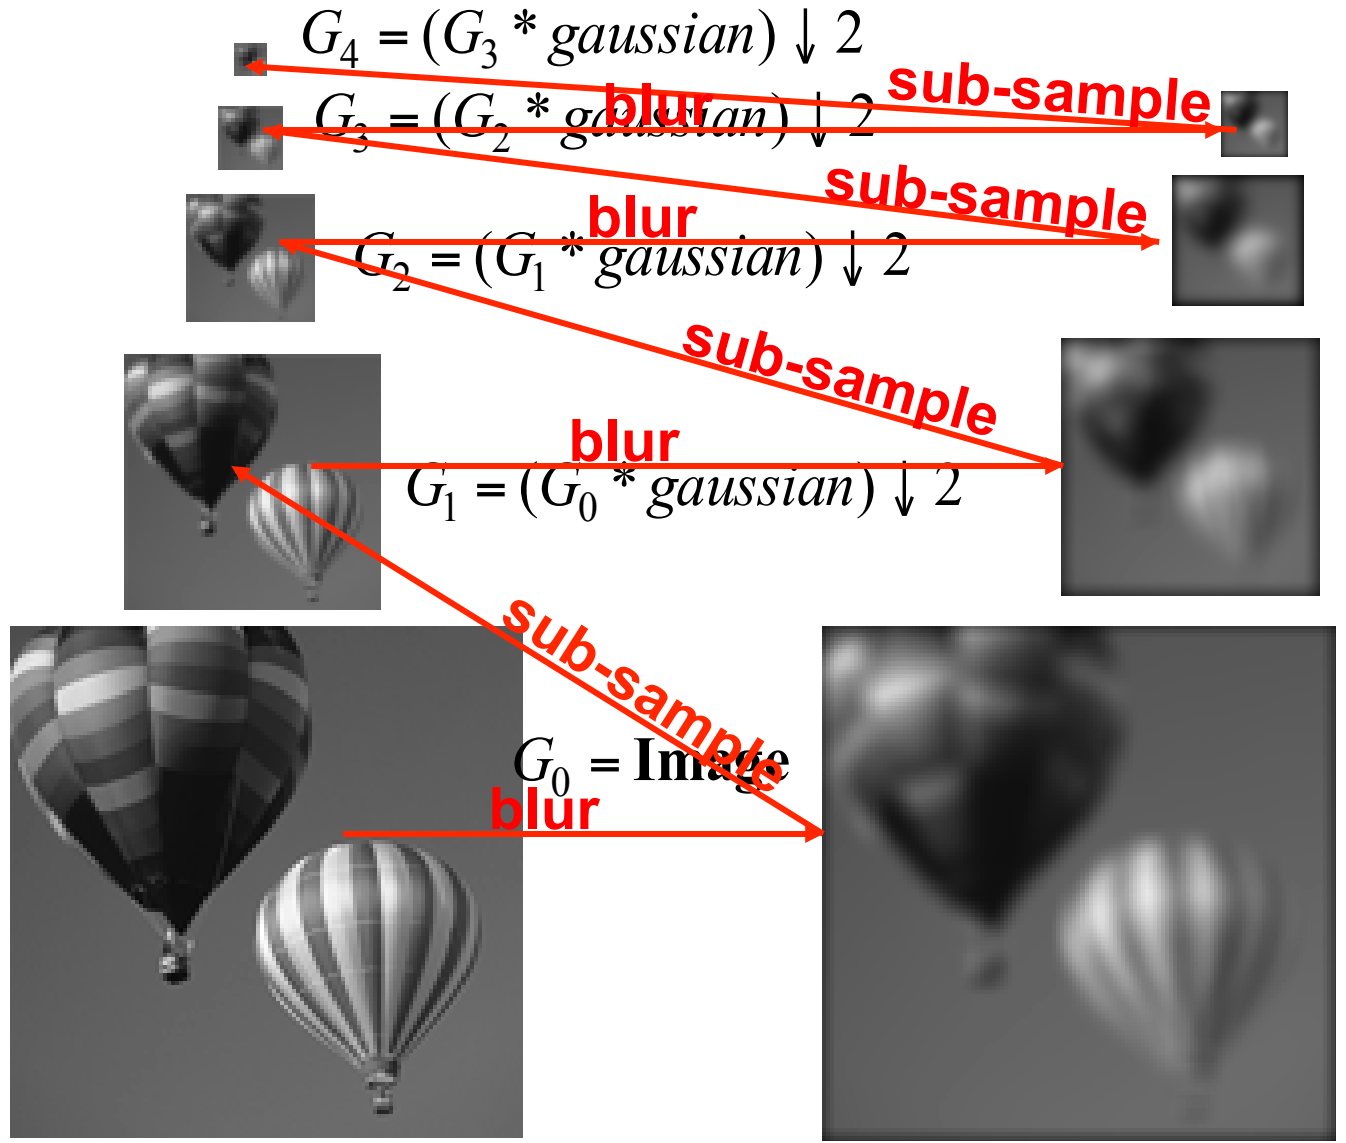 G₄ = (G₃ * gaussian) ↓ 2
sub-sample
blur
G₃ = (G₂ * gaussian) ↓ 2
sub-sample
blur
G₂ = (G₁ * gaussian) ↓ 2
sub-sample
blur
G₁ = (G₀ * gaussian) ↓ 2
sub-sample
G₀ = Image
blur